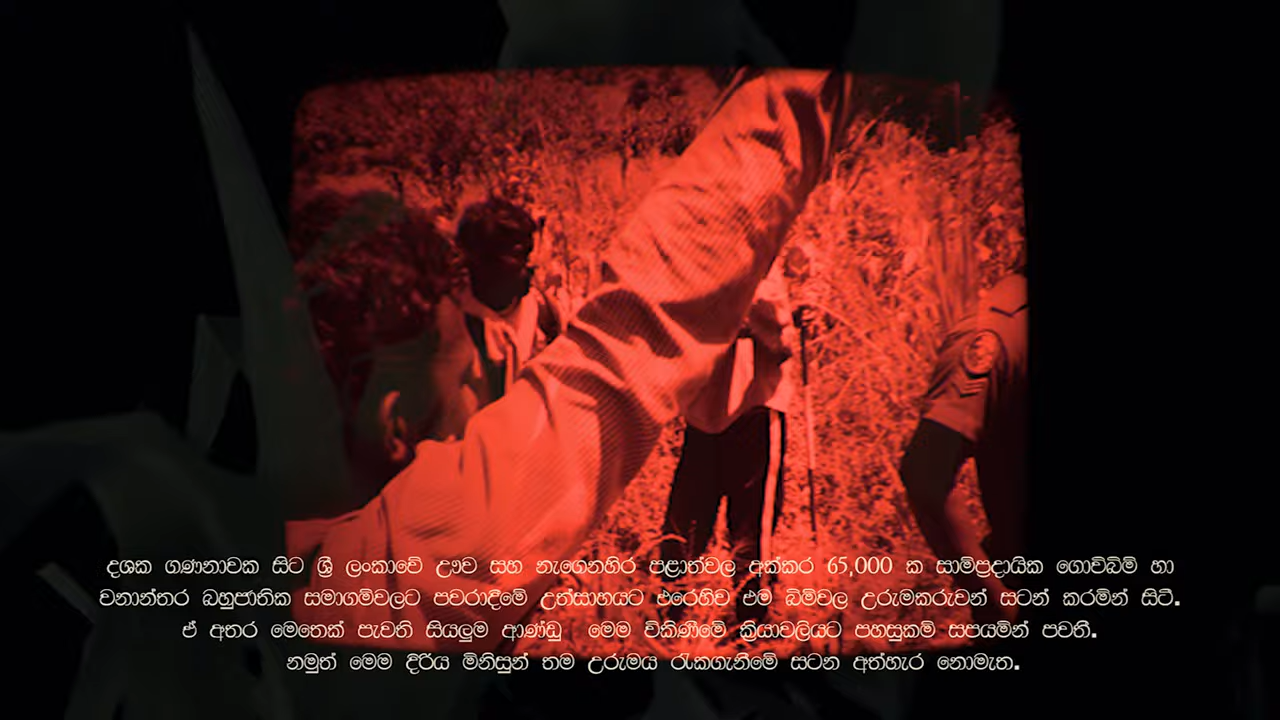 දශක ගණනාවක සිට ශ්‍රී ලංකාවේ ඌව සහ නැගෙනහිර පළාත්වල අක්කර 65,000 ක සාම්ප්‍රදායික ගොවිබිම් හා
වනාන්තර බහුජාතික සමාගම්වලට පවරාදීමේ උත්සාහයට එරෙහිව එම බිම්වල උරුමකරුවන් සටන් කරමින් සිටී.
ඒ අතර මෙතෙක් පැවති සියලුම ආණ්ඩු මෙම විකිණීමේ ක්‍රියාවලියට පහසුකම් සපයමින් පවතී.
නමුත් මෙම දිරිය මිනිසුන් තම උරුමය රැකගැනීමේ සටන අත්හැර නොමැත.